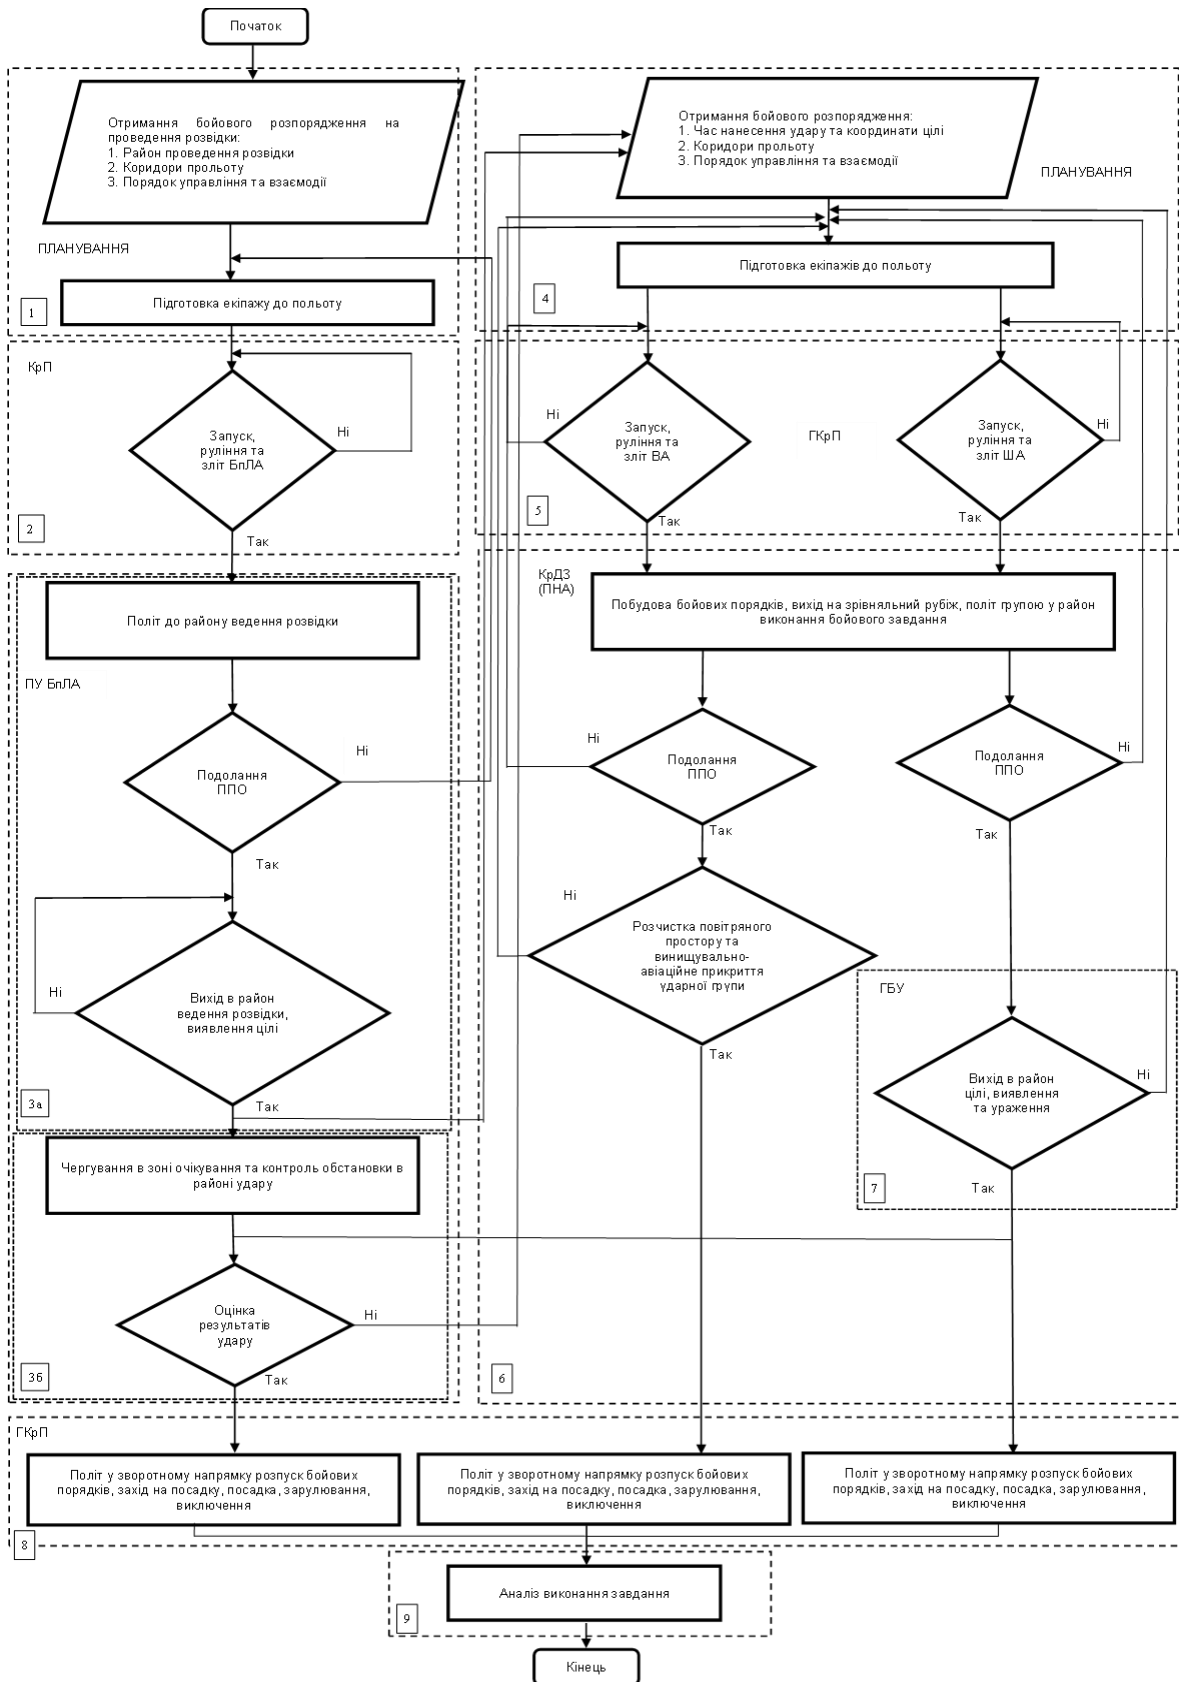 Початок
Отримання бойового розпорядження на
проведення розвідки:
1. Район проведення розвідки
2. Коридори прольоту
3. Порядок управління та взаємодії
ПЛАНУВАННЯ
Підготовка екіпажу до польоту
1
Отримання бойового розпорядження:
1. Час нанесення удару та координати цілі
2. Коридори прольоту
3. Порядок управління та взаємодії
ПЛАНУВАННЯ
Підготовка екіпажів до польоту
4
КрП
Запуск,
руління та
зліт БпЛА
Ні
2
Так
Ні
Запуск,
руління та
зліт ВА
ГКрП
Запуск,
руління та
зліт ША
Ні
5
Так
Так
Політ до району ведення розвідки
ПУ БпЛА
Подолання
ППО
Ні
Так
Ні
Вихід в район
ведення розвідки,
виявлення цілі
3а
Так
КрДЗ
(ПНА)
Побудова бойових порядків, вихід на зрівняльний рубіж, політ групою у район
виконання бойового завдання
Ні
Подолання
ППО
Так
Подолання
ППО
Ні
Так
Ні
Розчистка повітряного
простору та
винищувально-
авіаційне прикриття
ударної групи
Так
ГБУ
Вихід в район
цілі, виявлення
та ураження
Ні
7
Так
Чергування в зоні очікування та контроль обстановки в
районі удару
Оцінка
результатів
удару
Ні
3б
Так
6
ГКрП
Політ у зворотному напрямку розпуск бойових
порядків, захід на посадку, посадка, зарулювання,
виключення
Політ у зворотному напрямку розпуск бойових
порядків, захід на посадку, посадка, зарулювання,
виключення
Політ у зворотному напрямку розпуск бойових
порядків, захід на посадку, посадка, зарулювання,
виключення
8
Аналіз виконання завдання
9
Кінець